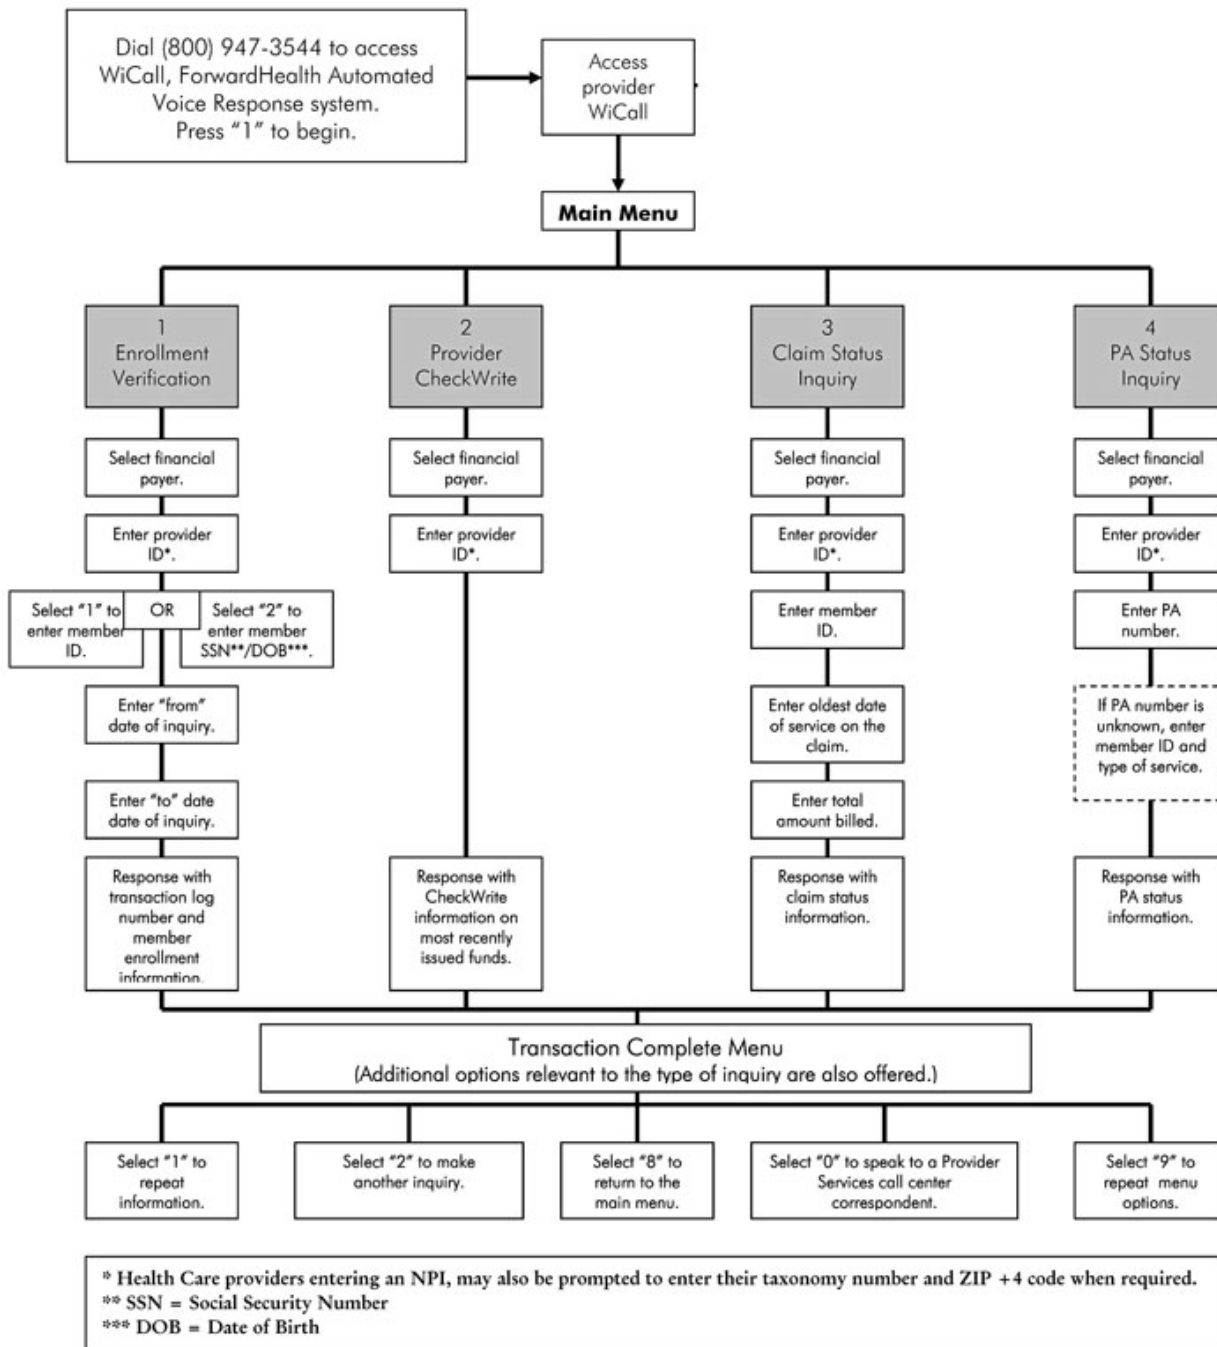 Dial (800) 947-3544 to access
WiCall, ForwardHealth Automated
Voice Response system.
Press “1” to begin.
Access
provider
WiCall
Main Menu
1
Enrollment
Verification
2
Provider
CheckWrite
3
Claim Status
Inquiry
4
PA Status
Inquiry
Select financial
payer.
Select financial
payer.
Select financial
payer.
Select financial
payer.
Enter provider
ID*.
Enter provider
ID*.
Enter provider
ID*.
Enter provider
ID*.
Select “1” to
enter member
ID.
OR
Select “2” to
enter member
SSN**/DOB***.
Enter member
ID.
Enter PA
number.
Enter “from”
date of inquiry.
Enter oldest date
of service on the
claim.
If PA number is
unknown, enter
member ID and
type of service.
Enter “to” date
date of inquiry.
Enter total
amount billed.
Response with
transaction log
number and
member
enrollment
information.
Response with
CheckWrite
information on
most recently
issued funds.
Response with
claim status
information.
Response with
PA status
information.
Transaction Complete Menu
(Additional options relevant to the type of inquiry are also offered.)
Select “1” to
repeat
information.
Select “2” to make
another inquiry.
Select “8” to
return to the
main menu.
Select “0” to speak to a Provider
Services call center
correspondent.
Select “9” to
repeat menu
options.
* Health Care providers entering an NPI, may also be prompted to enter their taxonomy number and ZIP +4 code when required.
** SSN = Social Security Number
*** DOB = Date of Birth